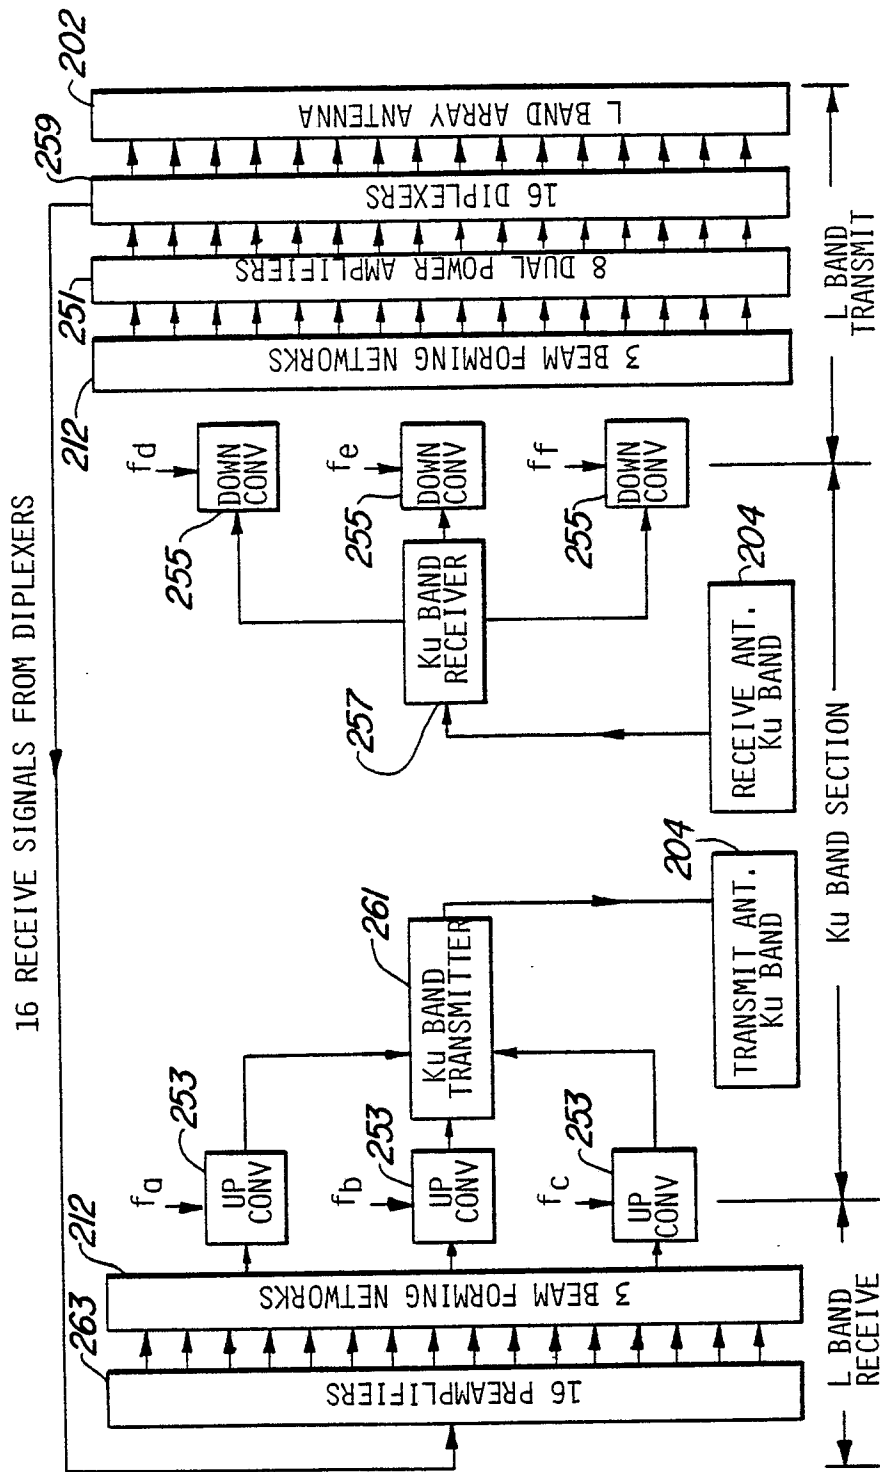 16 RECEIVE SIGNALS FROM DIPLEXERS
263
16 PREAMPLIFIERS
212
3 BEAM FORMING NETWORKS
fa
253
UP
CONV
fb
253
UP
CONV
fc
253
UP
CONV
261
Ku BAND
TRANSMITTER
204
TRANSMIT ANT.
Ku BAND
257
Ku BAND
RECEIVER
204
RECEIVE ANT.
Ku BAND
fd
255
DOWN
CONV
fe
255
DOWN
CONV
ff
255
DOWN
CONV
212
3 BEAM FORMING NETWORKS
251
8 DUAL POWER AMPLIFIERS
259
16 DIPLEXERS
202
L BAND ARRAY ANTENNA
L BAND
RECEIVE
Ku BAND SECTION
L BAND
TRANSMIT